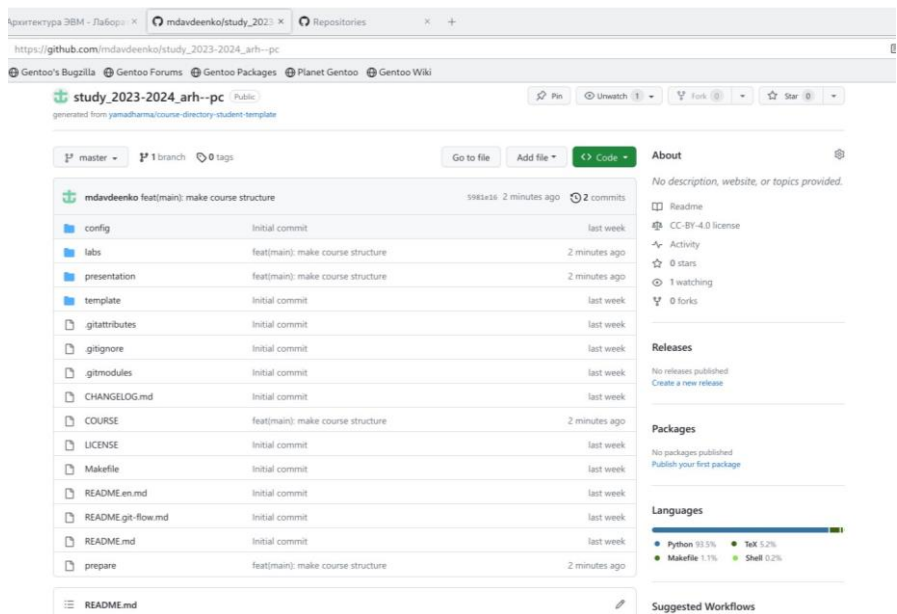 Архитектура ЭВМ - Лабора × mdavdeenko/study_2023 × Repositories × +
https://github.com/mdavdeenko/study_2023-2024_arh--pc
Gentoo's Bugzilla Gentoo Forums Gentoo Packages Planet Gentoo Gentoo Wiki
study_2023-2024_arh--pc Public Pin Unwatch 1 Fork 0 Star 0
generated from yamadharma/course-directory-student-template
master 1 branch 0 tags Go to file Add file Code
mdavdeenko feat(main): make course structure 5981e16 2 minutes ago 2 commits
config Initial commit last week
labs feat(main): make course structure 2 minutes ago
presentation feat(main): make course structure 2 minutes ago
template Initial commit last week
.gitattributes Initial commit last week
.gitignore Initial commit last week
.gitmodules Initial commit last week
CHANGELOG.md Initial commit last week
COURSE feat(main): make course structure 2 minutes ago
LICENSE Initial commit last week
Makefile Initial commit last week
README.en.md Initial commit last week
README.git-flow.md Initial commit last week
README.md Initial commit last week
prepare feat(main): make course structure 2 minutes ago
README.md
About
No description, website, or topics provided.
Readme
CC-BY-4.0 license
Activity
0 stars
1 watching
0 forks
Releases
No releases published
Create a new release
Packages
No packages published
Publish your first package
Languages
Python 93.5% TeX 5.2%
Makefile 1.1% Shell 0.2%
Suggested Workflows